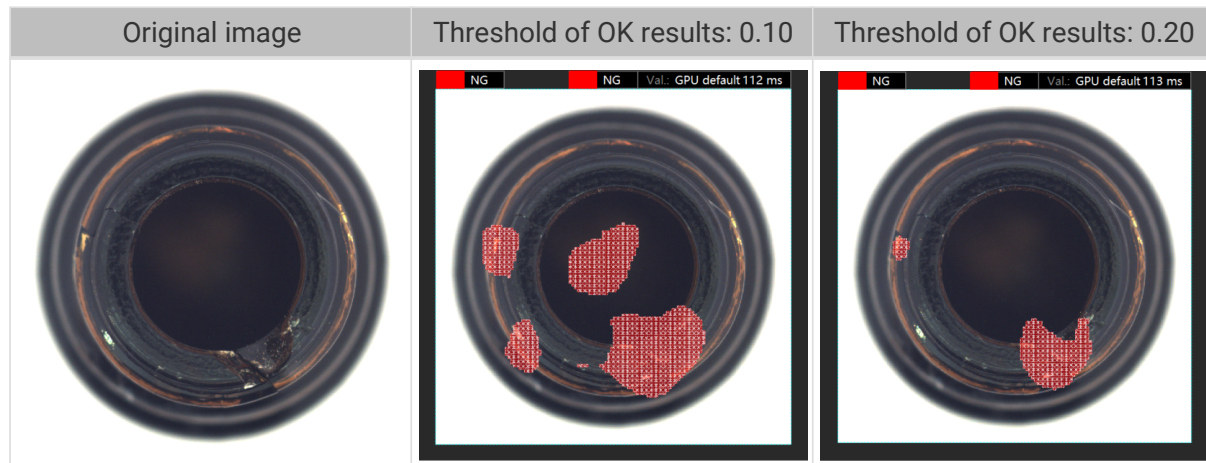 Original image
Threshold of OK results: 0.10
Threshold of OK results: 0.20
NG NG Val.: GPU default 112 ms
NG NG Val.: GPU default 113 ms